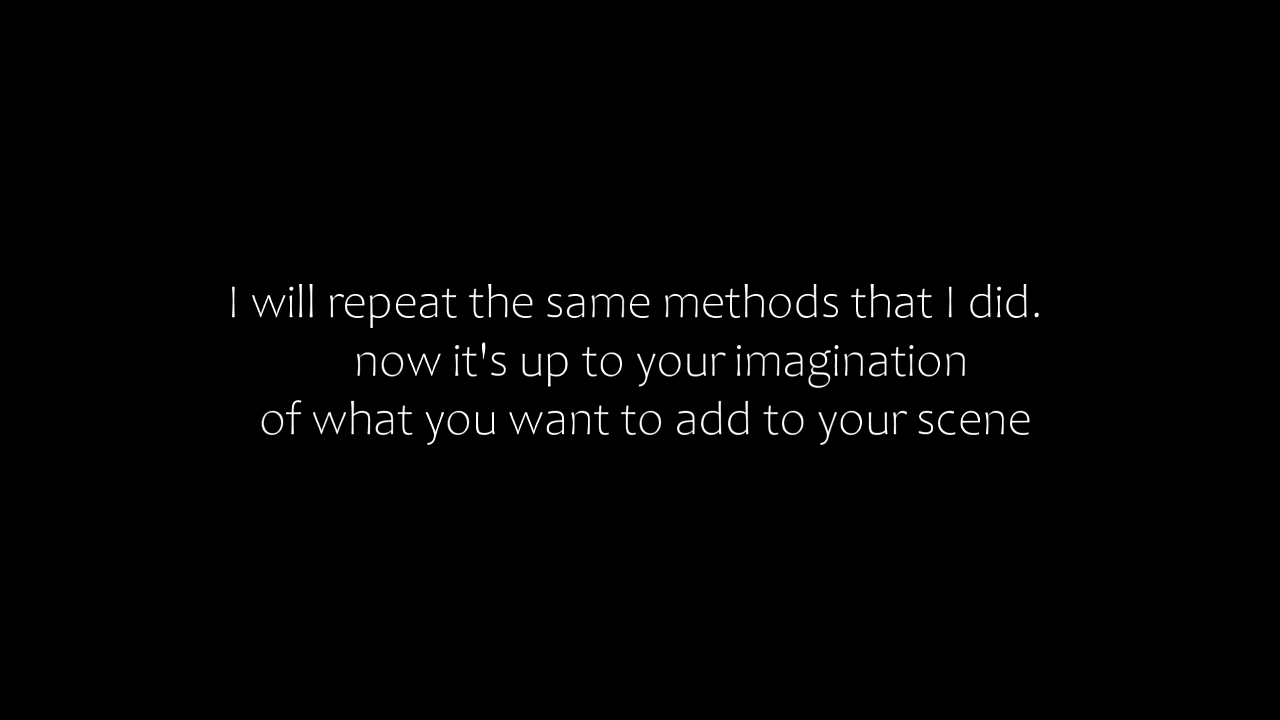 I will repeat the same methods that I did.
now it's up to your imagination
of what you want to add to your scene